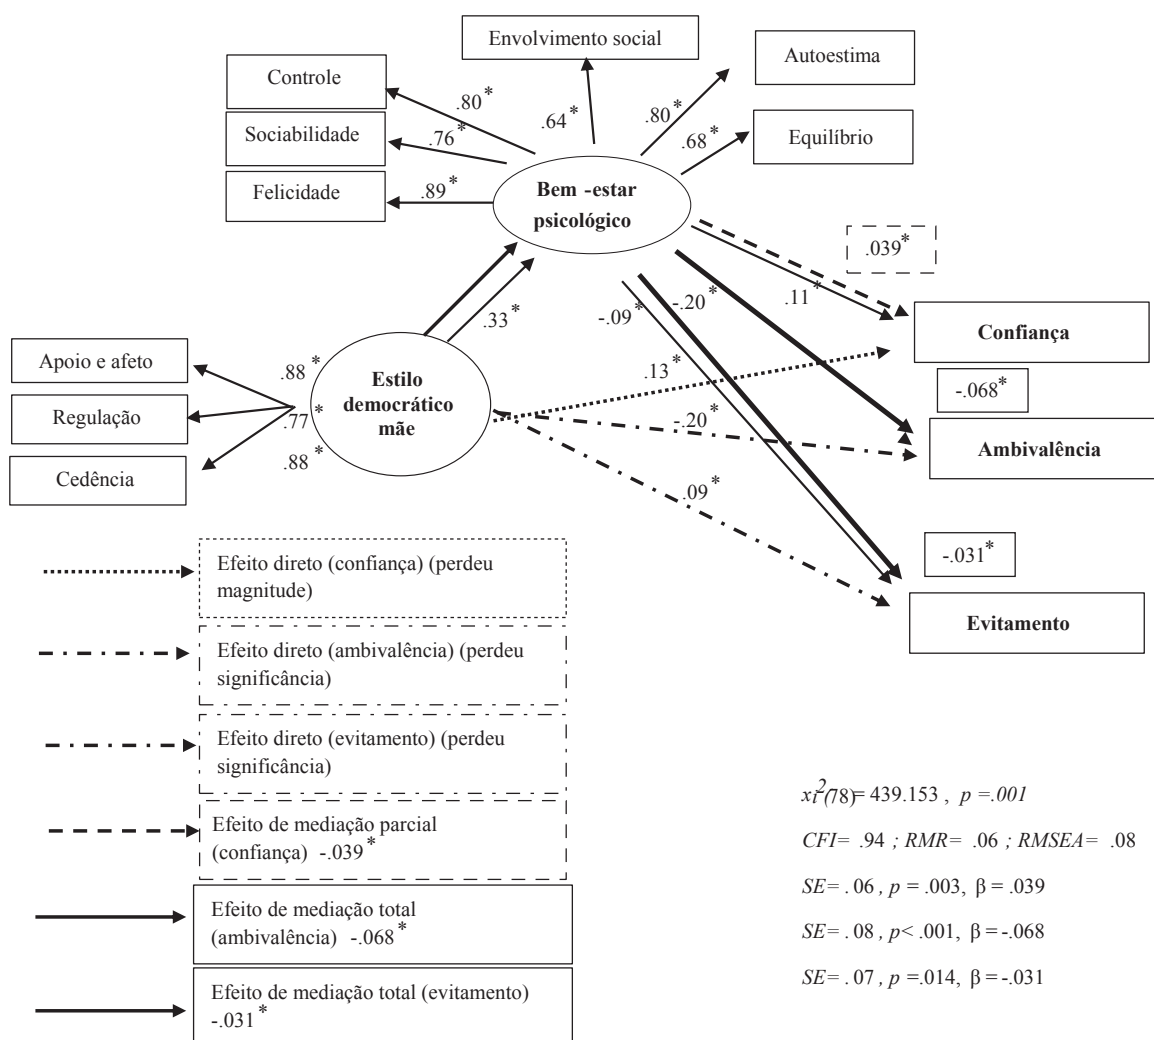 Envolvimento social
Autoestima
Controle
.80*
.64*
.80*
Sociabilidade
.76*
.68*
Equilíbrio
Felicidade
.89*
Bem -estar
psicológico
.039*
.11*
-.20*
-.09*
.33*
Confiança
Apoio e afeto
.88*
Estilo
democrático
mãe
.13*
-.068*
Regulação
.77*
-.20*
Ambivalência
Cedência
.88*
.09*
-.031*
Evitamento
Efeito direto (confiança) (perdeu
magnitude)
Efeito direto (ambivalência) (perdeu
significância)
Efeito direto (evitamento) (perdeu
significância)
Efeito de mediação parcial
(confiança) -.039*
Efeito de mediação total
(ambivalência) -.068*
Efeito de mediação total (evitamento)
-.031*
xi²(78)= 439.153 , p =.001
CFI= .94 ; RMR= .06 ; RMSEA= .08
SE= . 06 , p = .003, β = .039
SE= . 08 , p< .001, β = -.068
SE= . 07 , p =.014, β = -.031